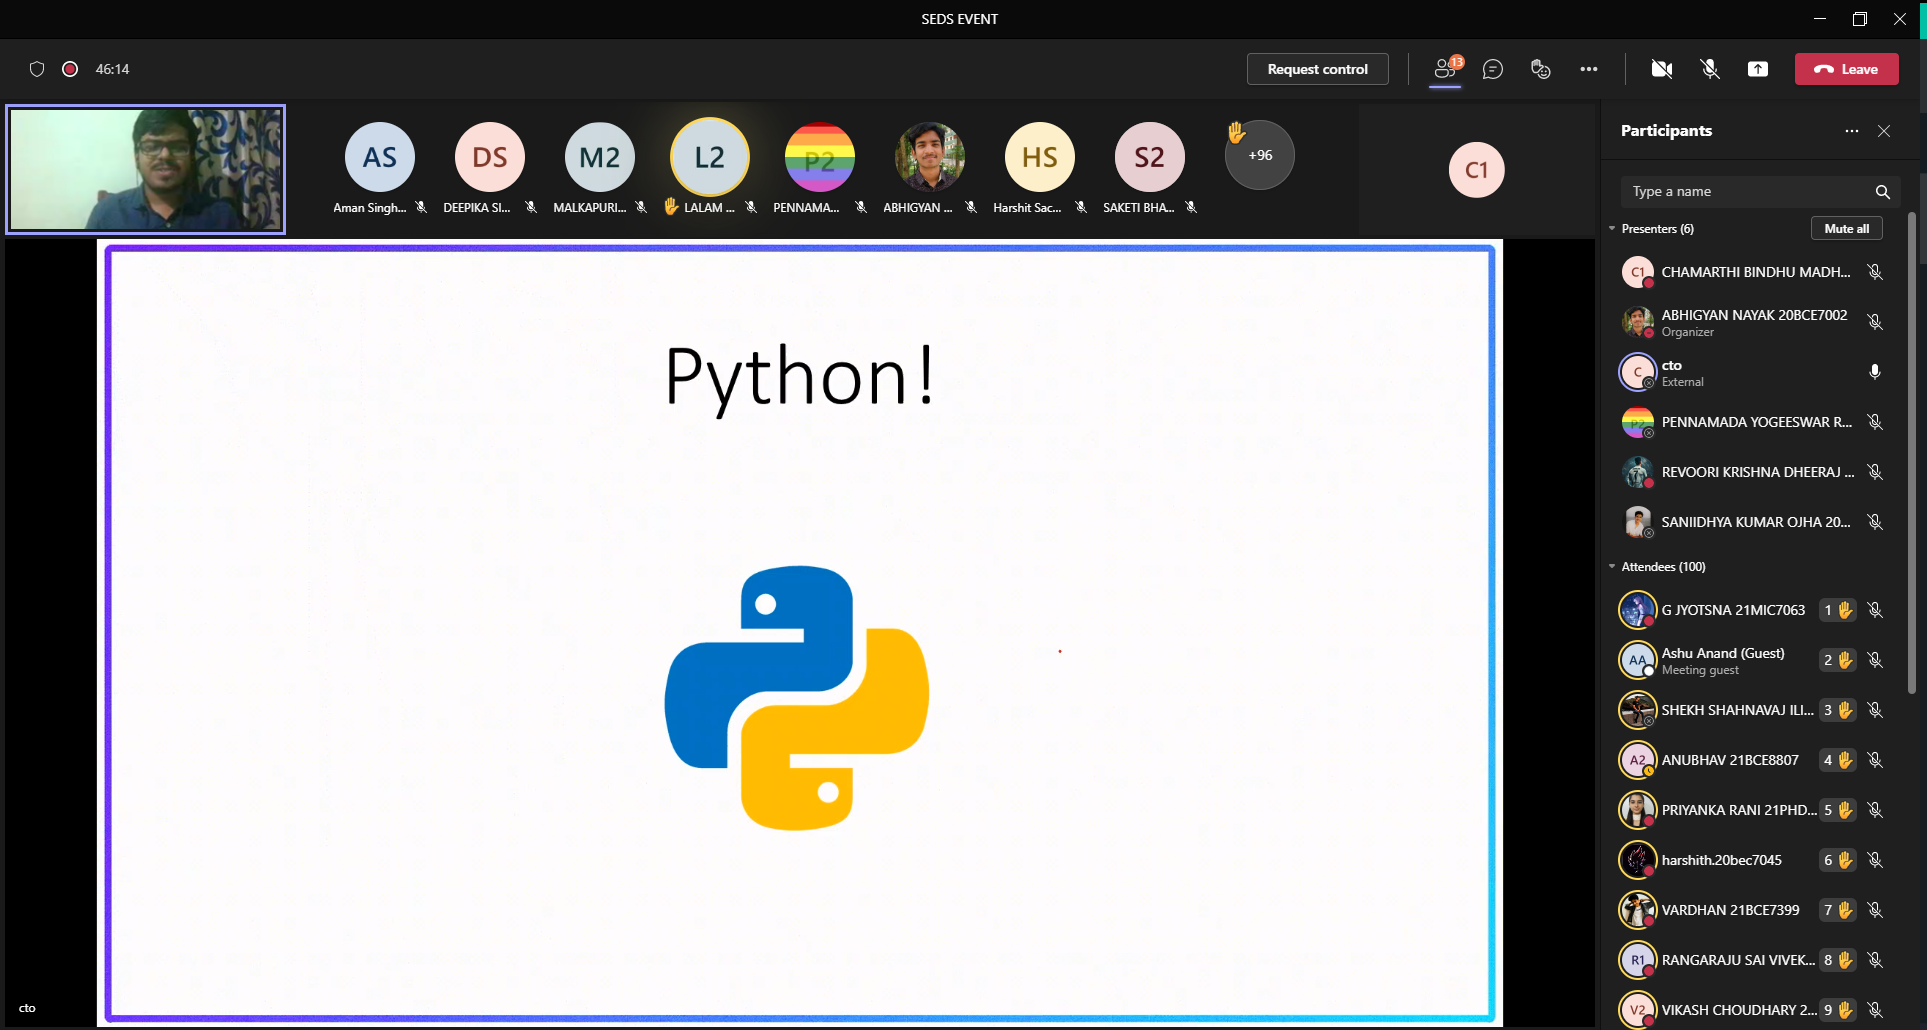 SEDS EVENT
46:14
Request control
13
Leave
AS
DS
M2
L2
P2
HS
S2
+96
C1
Aman Singh...
DEEPIKA SI...
MALKAPURI...
LALAM ...
PENNAMA...
ABHIGYAN ...
Harshit Sac...
SAKETI BHA...
Python!
cto
Participants
Type a name
Presenters (6)
Mute all
C1 CHAMARTHI BINDHU MADH...
ABHIGYAN NAYAK 20BCE7002
Organizer
C cto
External
P2 PENNAMADA YOGEESWAR R...
REVOORI KRISHNA DHEERAJ ...
SANIIDHYA KUMAR OJHA 20...
Attendees (100)
G JYOTSNA 21MIC7063 1
AA Ashu Anand (Guest) 2
Meeting guest
SHEKH SHAHNAVAJ ILI... 3
A2 ANUBHAV 21BCE8807 4
PRIYANKA RANI 21PHD... 5
harshith.20bec7045 6
VARDHAN 21BCE7399 7
R1 RANGARAJU SAI VIVEK... 8
V2 VIKASH CHOUDHARY 2... 9